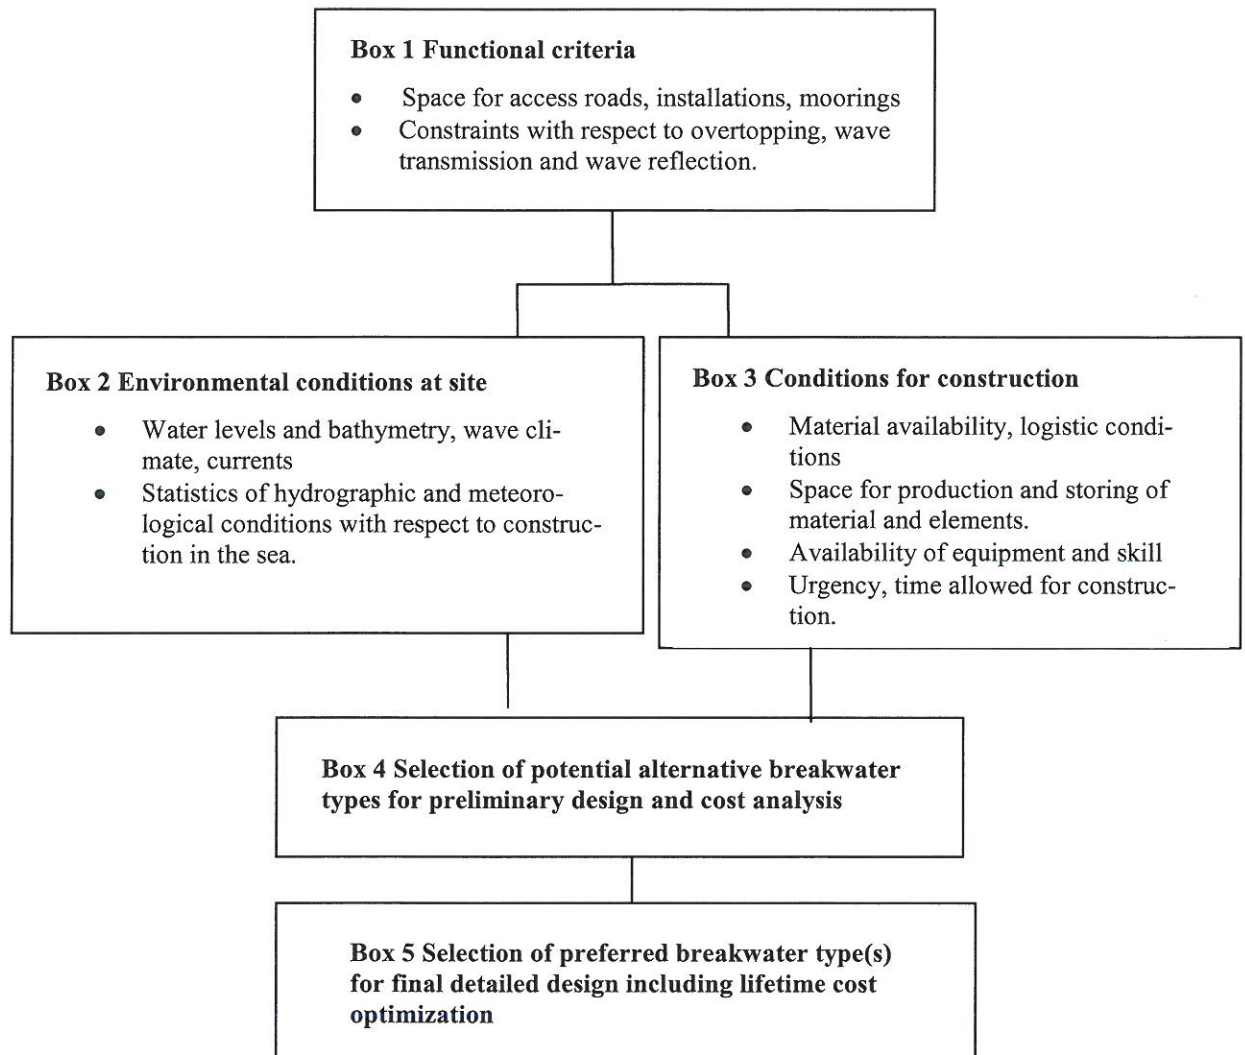 Box 1 Functional criteria
• Space for access roads, installations, moorings
• Constraints with respect to overtopping, wave
transmission and wave reflection.
Box 2 Environmental conditions at site
• Water levels and bathymetry, wave cli-
mate, currents
• Statistics of hydrographic and meteoro-
logical conditions with respect to construc-
tion in the sea.
Box 3 Conditions for construction
• Material availability, logistic condi-
tions
• Space for production and storing of
material and elements.
• Availability of equipment and skill
• Urgency, time allowed for construc-
tion.
Box 4 Selection of potential alternative breakwater
types for preliminary design and cost analysis
Box 5 Selection of preferred breakwater type(s)
for final detailed design including lifetime cost
optimization